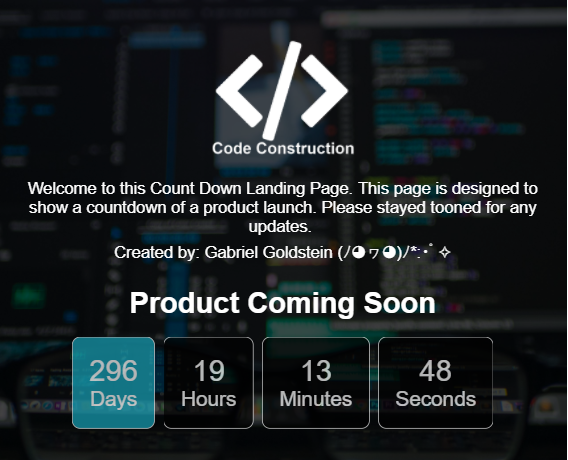 </>
Code Construction
Welcome to this Count Down Landing Page. This page is designed to
show a countdown of a product launch. Please stayed tooned for any
updates.
Created by: Gabriel Goldstein (ﾉ◕ヮ◕)ﾉ*:･ﾟ✧
Product Coming Soon
296 19 13 48
Days Hours Minutes Seconds